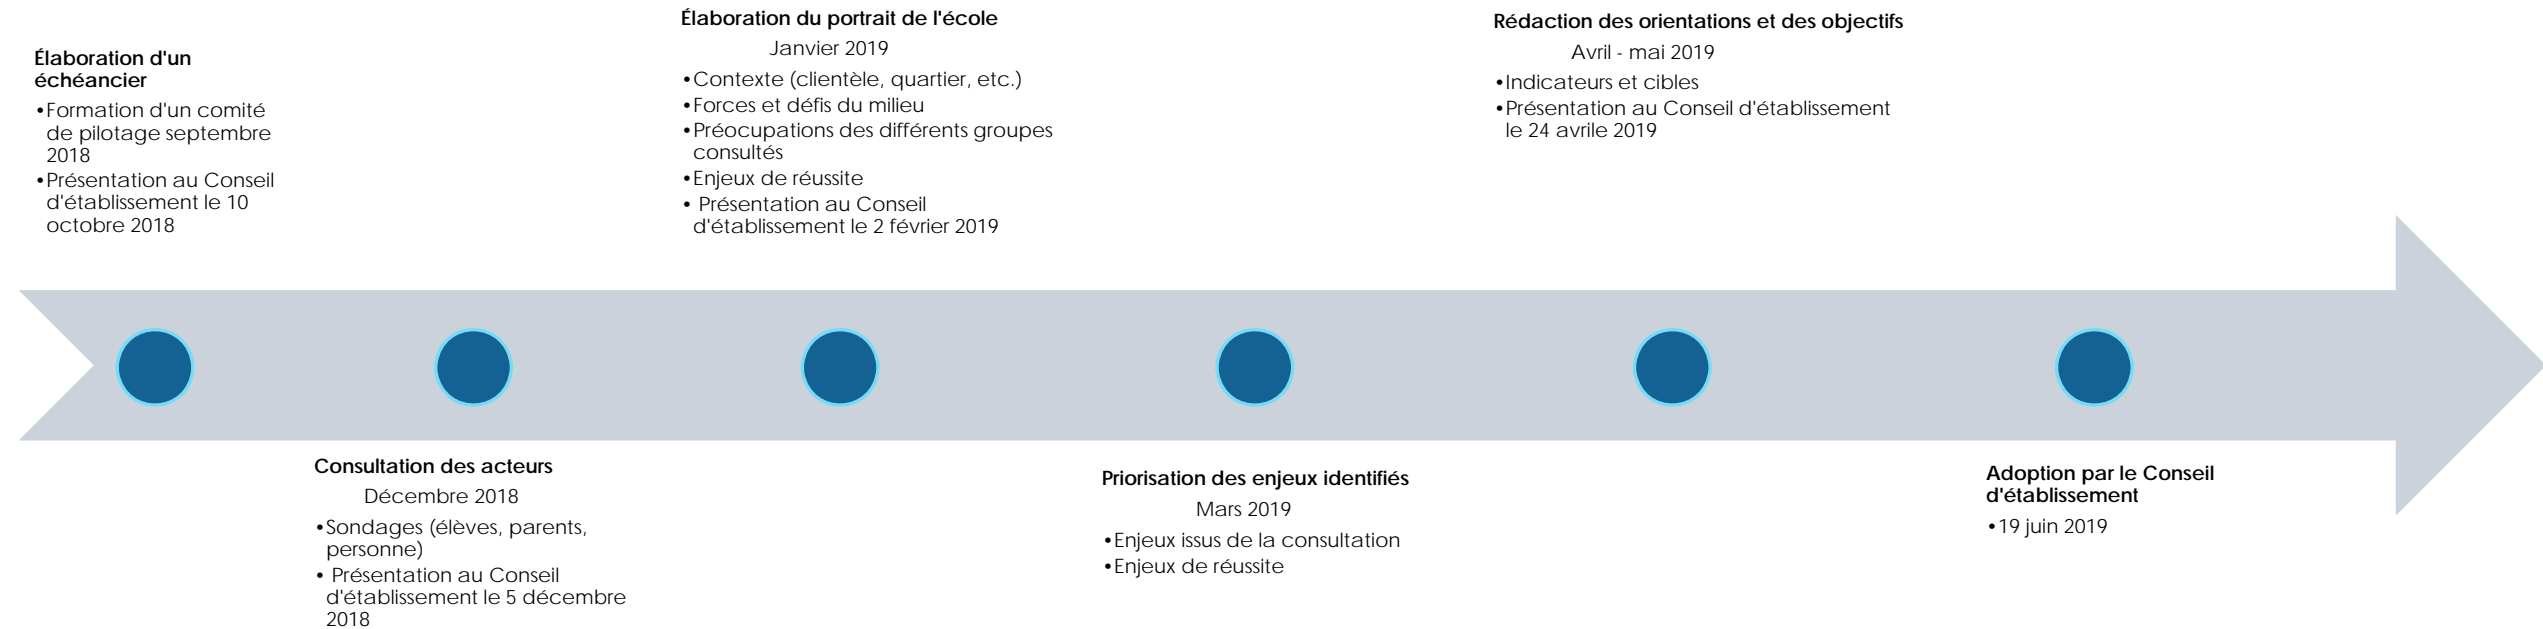 Élaboration d'un
échéancier
•Formation d'un comité
de pilotage septembre
2018
•Présentation au Conseil
d'établissement le 10
octobre 2018
Consultation des acteurs
Décembre 2018
•Sondages (élèves, parents,
personne)
• Présentation au Conseil
d'établissement le 5 décembre
2018
Élaboration du portrait de l'école
Janvier 2019
•Contexte (clientèle, quartier, etc.)
•Forces et défis du milieu
•Préocupations des différents groupes
consultés
•Enjeux de réussite
• Présentation au Conseil
d'établissement le 2 février 2019
Priorisation des enjeux identifiés
Mars 2019
•Enjeux issus de la consultation
•Enjeux de réussite
Rédaction des orientations et des objectifs
Avril - mai 2019
•Indicateurs et cibles
•Présentation au Conseil d'établissement
le 24 avrile 2019
Adoption par le Conseil
d'établissement
•19 juin 2019